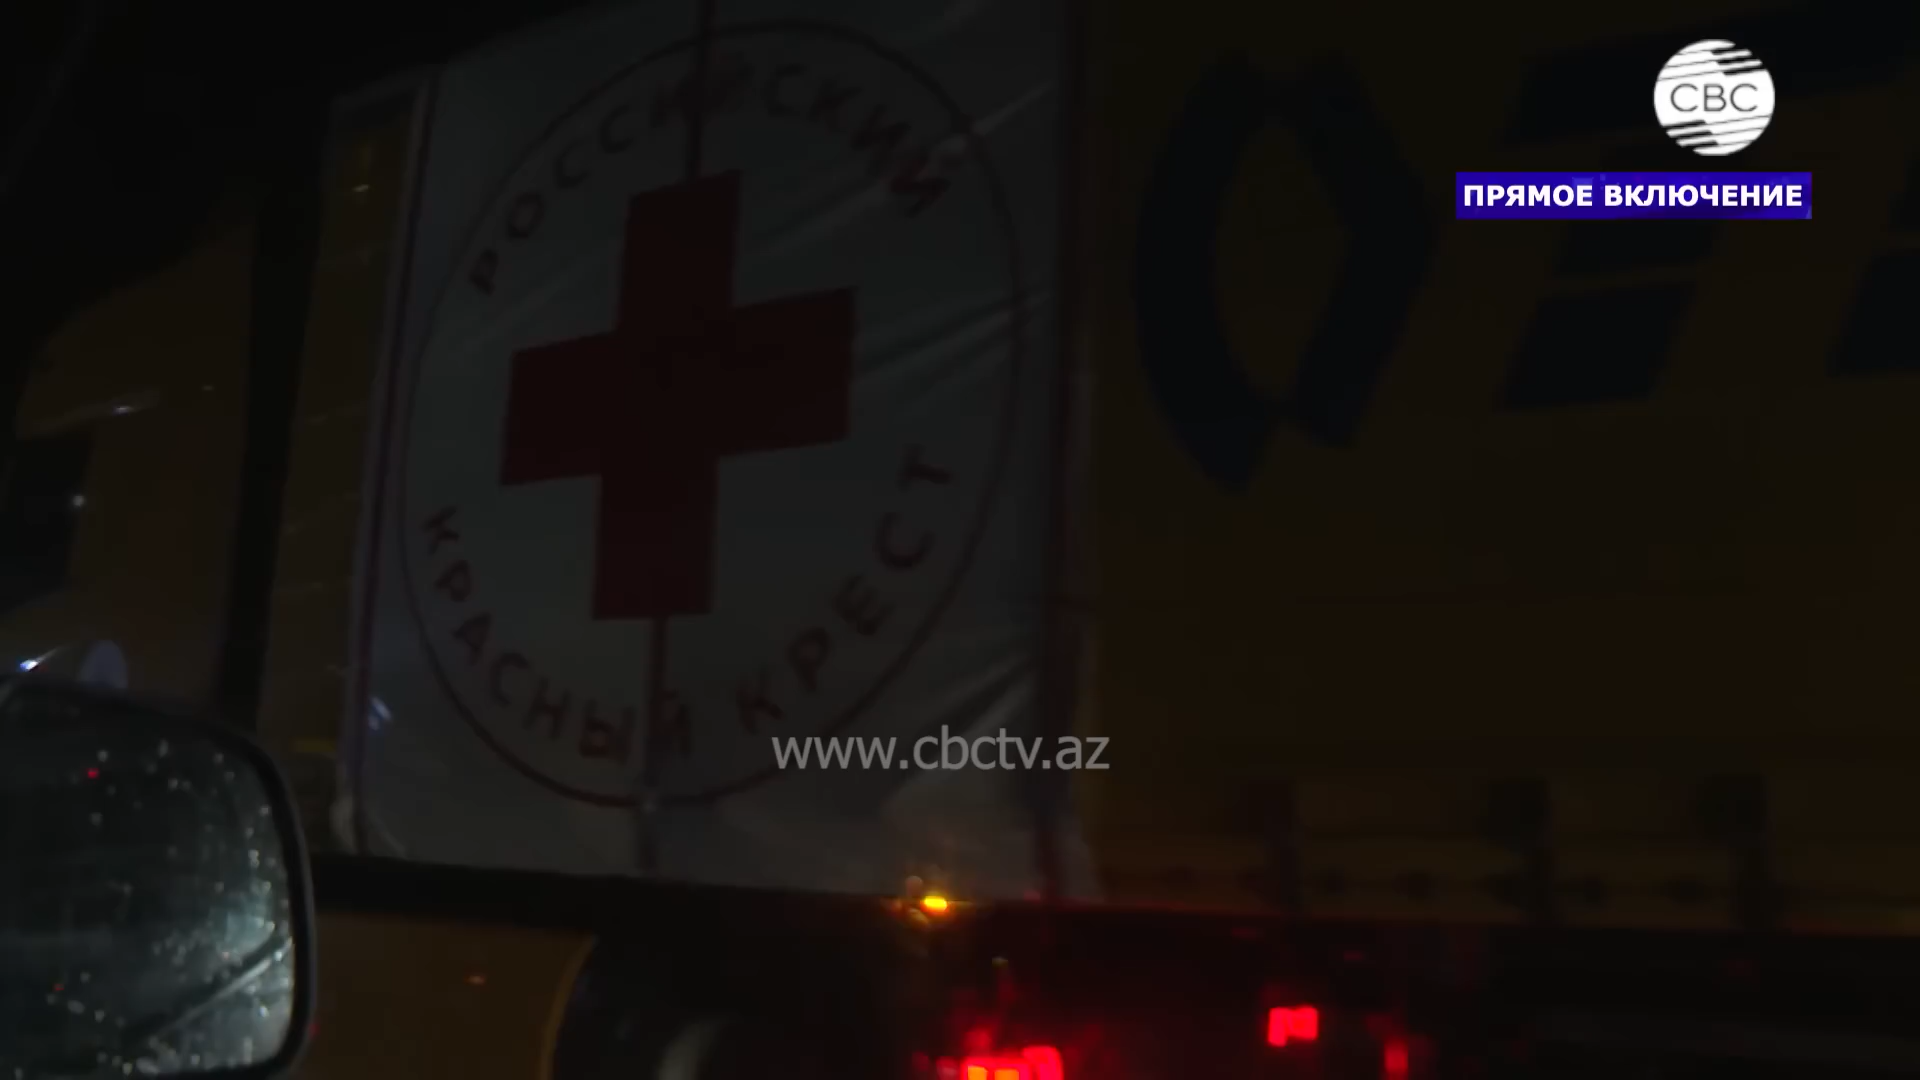 CBC
ПРЯМОЕ ВКЛЮЧЕНИЕ
РОССИЙСКИЙ
КРАСНЫЙ КРЕСТ
www.cbctv.az